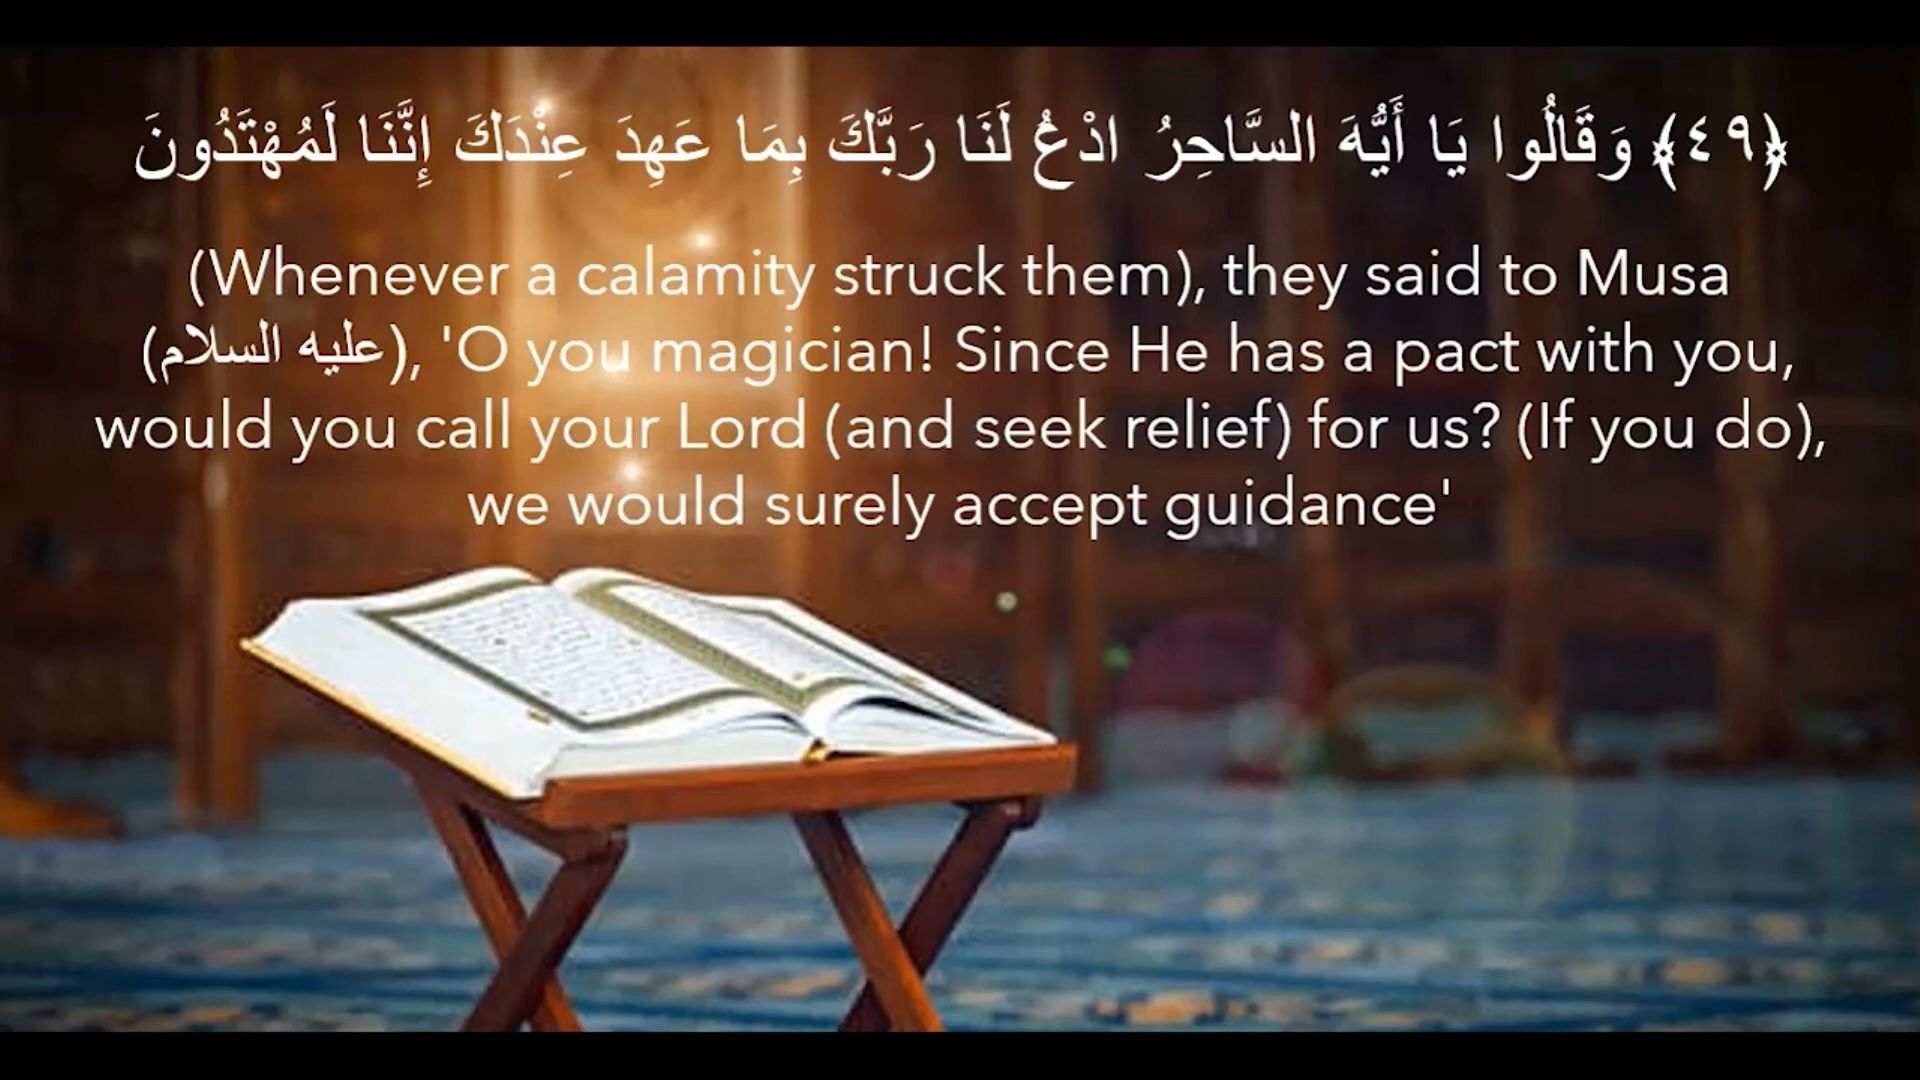 ﴿٤٩﴾ وَقَالُوا يَا أَيُّهَ السَّاحِرُ ادْعُ لَنَا رَبَّكَ بِمَا عَهِدَ عِنْدَكَ إِنَّنَا لَمُهْتَدُونَ
(Whenever a calamity struck them), they said to Musa
(عليه السلام), 'O you magician! Since He has a pact with you,
would you call your Lord (and seek relief) for us? (If you do),
we would surely accept guidance'